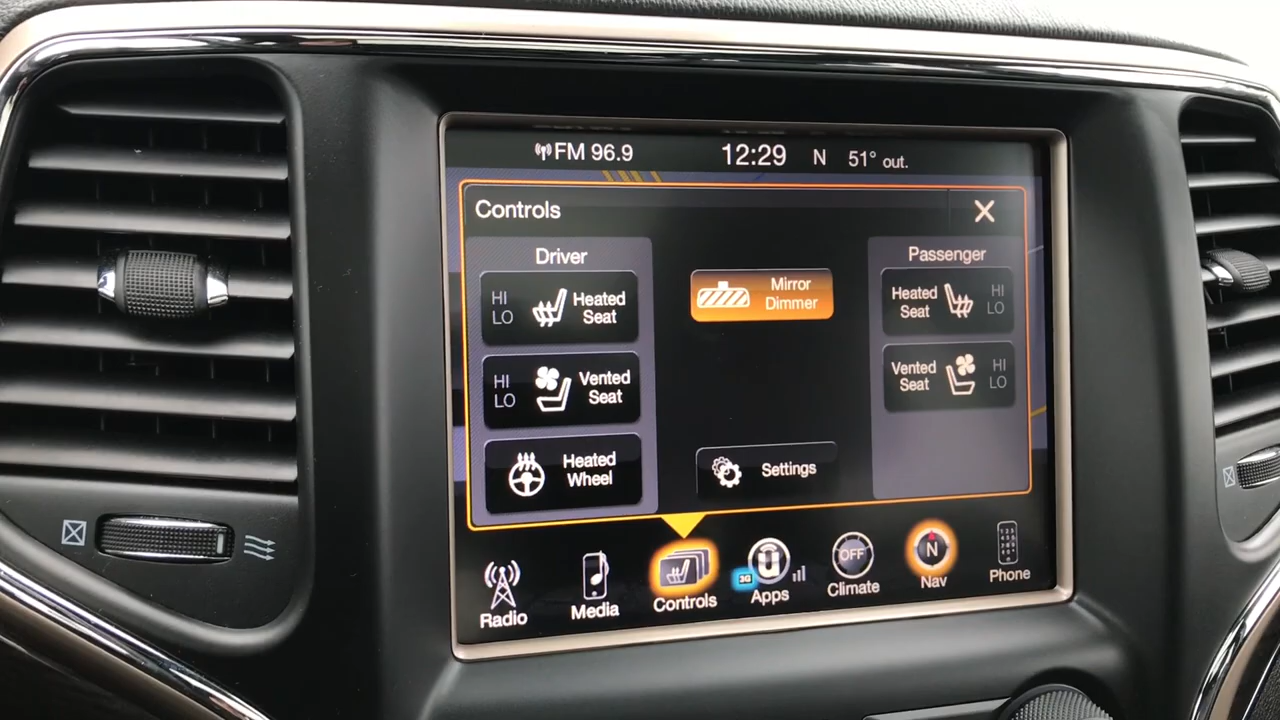 FM 96.9 12:29 N 51° out.
Controls
Driver
HI
LO
Heated
Seat
HI
LO
Vented
Seat
Heated
Wheel
Mirror
Dimmer
Settings
Passenger
Heated
Seat
HI
LO
Vented
Seat
HI
LO
Radio
Media
Controls
3G
Apps
OFF
Climate
N
Nav
Phone